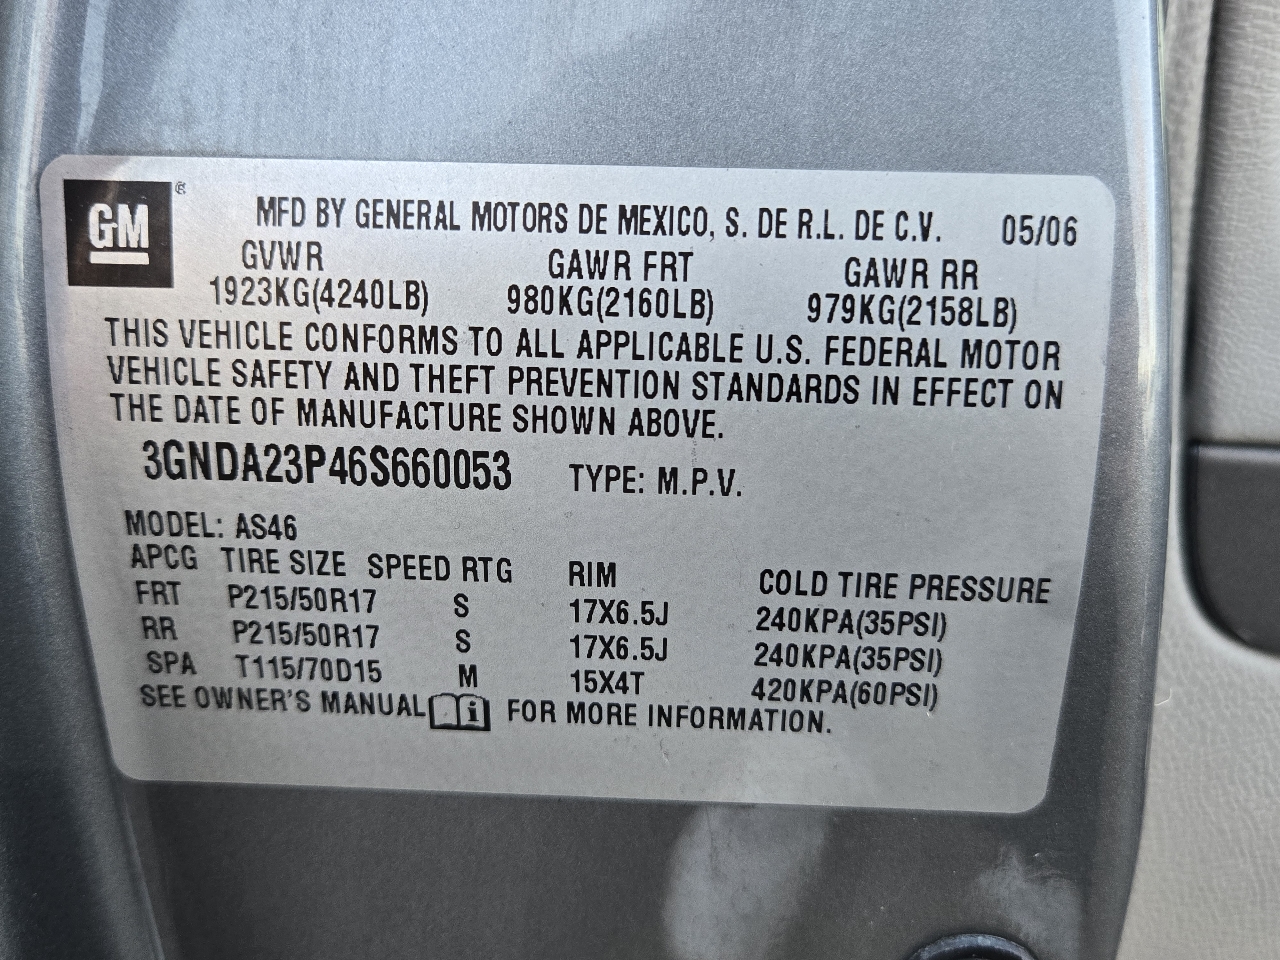 GM ®
MFD BY GENERAL MOTORS DE MEXICO, S. DE R.L. DE C.V. 05/06
GVWR GAWR FRT GAWR RR
1923KG(4240LB) 980KG(2160LB) 979KG(2158LB)
THIS VEHICLE CONFORMS TO ALL APPLICABLE U.S. FEDERAL MOTOR
VEHICLE SAFETY AND THEFT PREVENTION STANDARDS IN EFFECT ON
THE DATE OF MANUFACTURE SHOWN ABOVE.
3GNDA23P46S660053 TYPE: M.P.V.
MODEL: AS46
APCG TIRE SIZE SPEED RTG RIM COLD TIRE PRESSURE
FRT P215/50R17 S 17X6.5J 240KPA(35PSI)
RR P215/50R17 S 17X6.5J 240KPA(35PSI)
SPA T115/70D15 M 15X4T 420KPA(60PSI)
SEE OWNER'S MANUAL i FOR MORE INFORMATION.